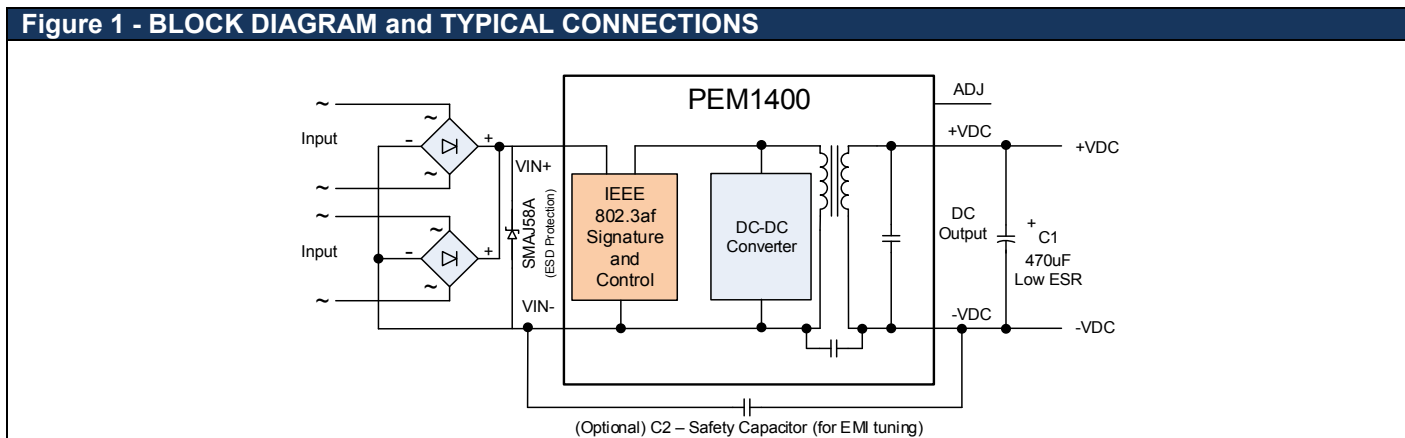 Figure 1 - BLOCK DIAGRAM and TYPICAL CONNECTIONS
PEM1400
ADJ
~
~
Input
-
+
+VDC
+VDC
VIN+
~
~
~
~
Input
-
+
SMAJ58A
(ESD Protection)
IEEE
802.3af
Signature
and
Control
DC-DC
Converter
DC
Output
+
C1
470uF
Low ESR
~
~
VIN-
-VDC
-VDC
(Optional) C2 – Safety Capacitor (for EMI tuning)